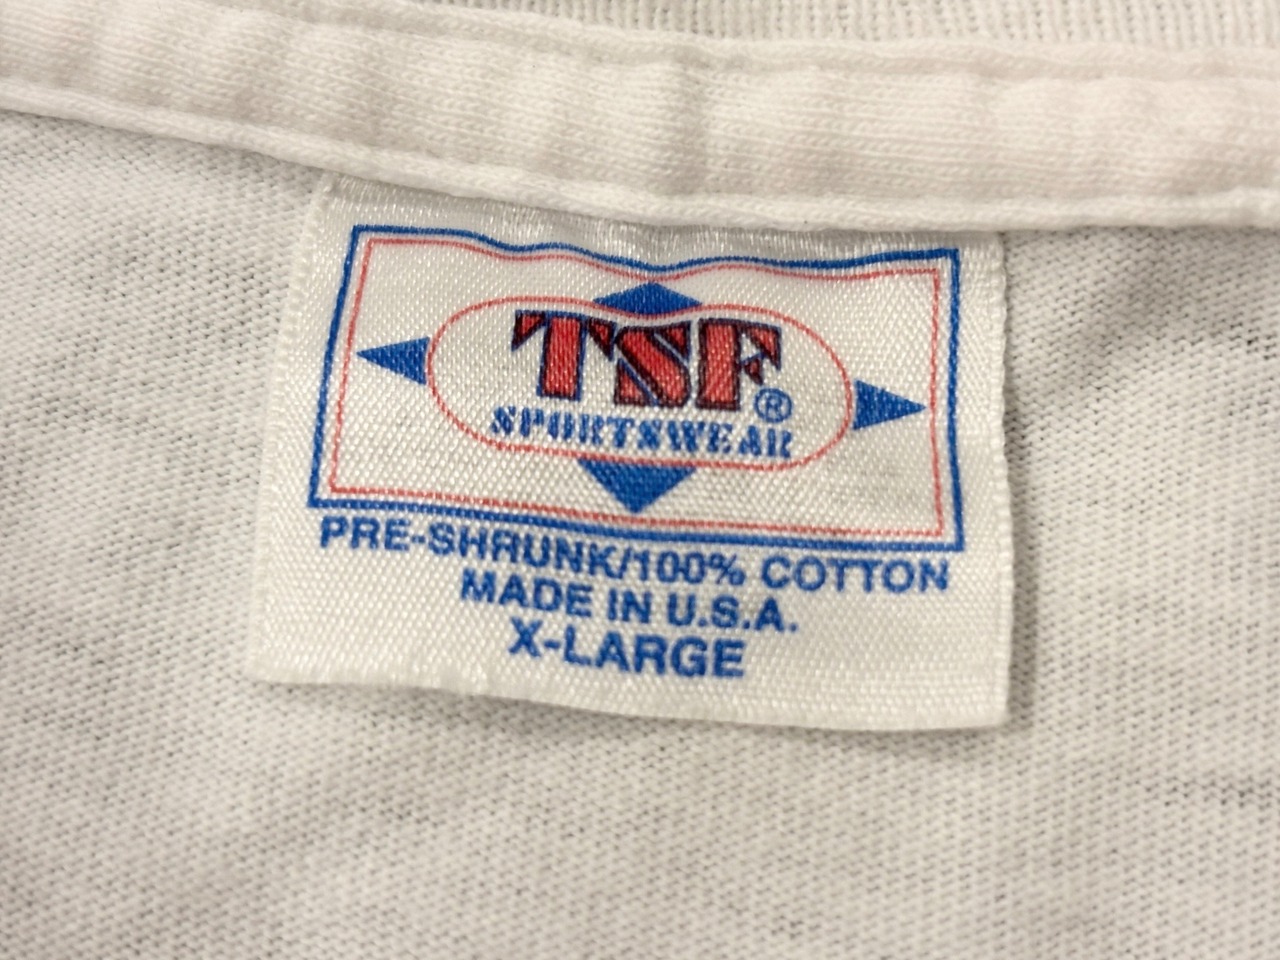 TSF®
SPORTSWEAR
PRE-SHRUNK/100% COTTON
MADE IN U.S.A.
X-LARGE